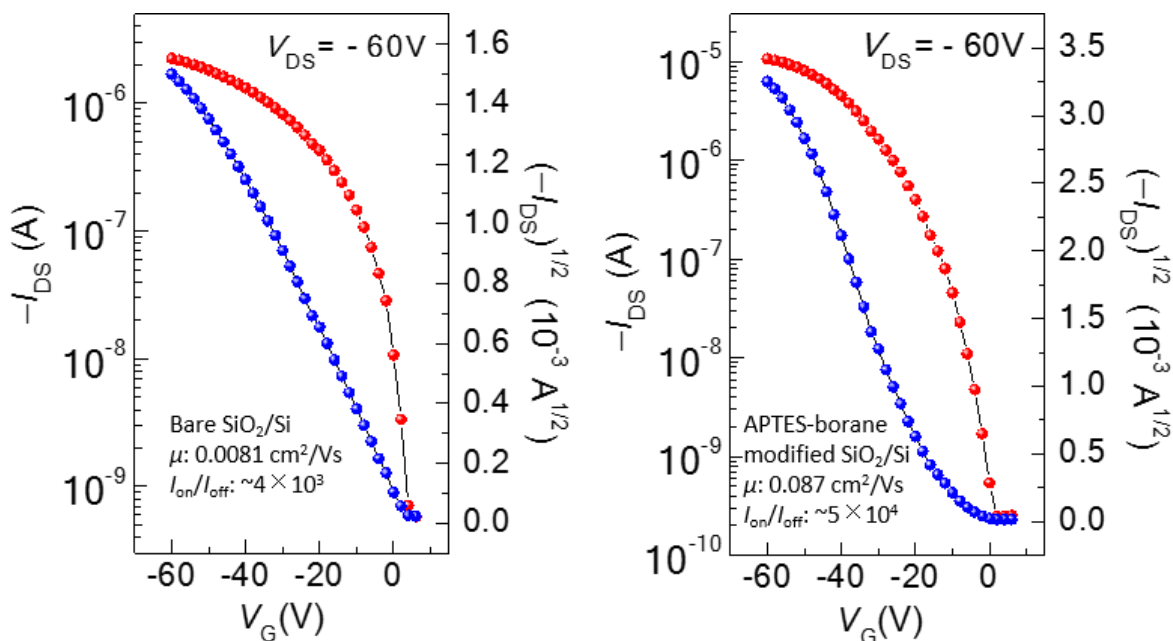 V_DS = - 60V
10⁻⁶
10⁻⁷
10⁻⁸
10⁻⁹
−I_DS (A)
1.6
1.4
1.2
1.0
0.8
0.6
0.4
0.2
0.0
(−I_DS)^1/2 (10⁻³ A^1/2)
Bare SiO₂/Si
μ: 0.0081 cm²/Vs
I_on/I_off: ~4×10³
-60
-40
-20
0
V_G(V)
V_DS = - 60V
10⁻⁵
10⁻⁶
10⁻⁷
10⁻⁸
10⁻⁹
10⁻¹⁰
−I_DS (A)
3.5
3.0
2.5
2.0
1.5
1.0
0.5
0.0
(−I_DS)^1/2 (10⁻³ A^1/2)
APTES-borane
modified SiO₂/Si
μ: 0.087 cm²/Vs
I_on/I_off: ~5×10⁴
-60
-40
-20
0
V_G(V)